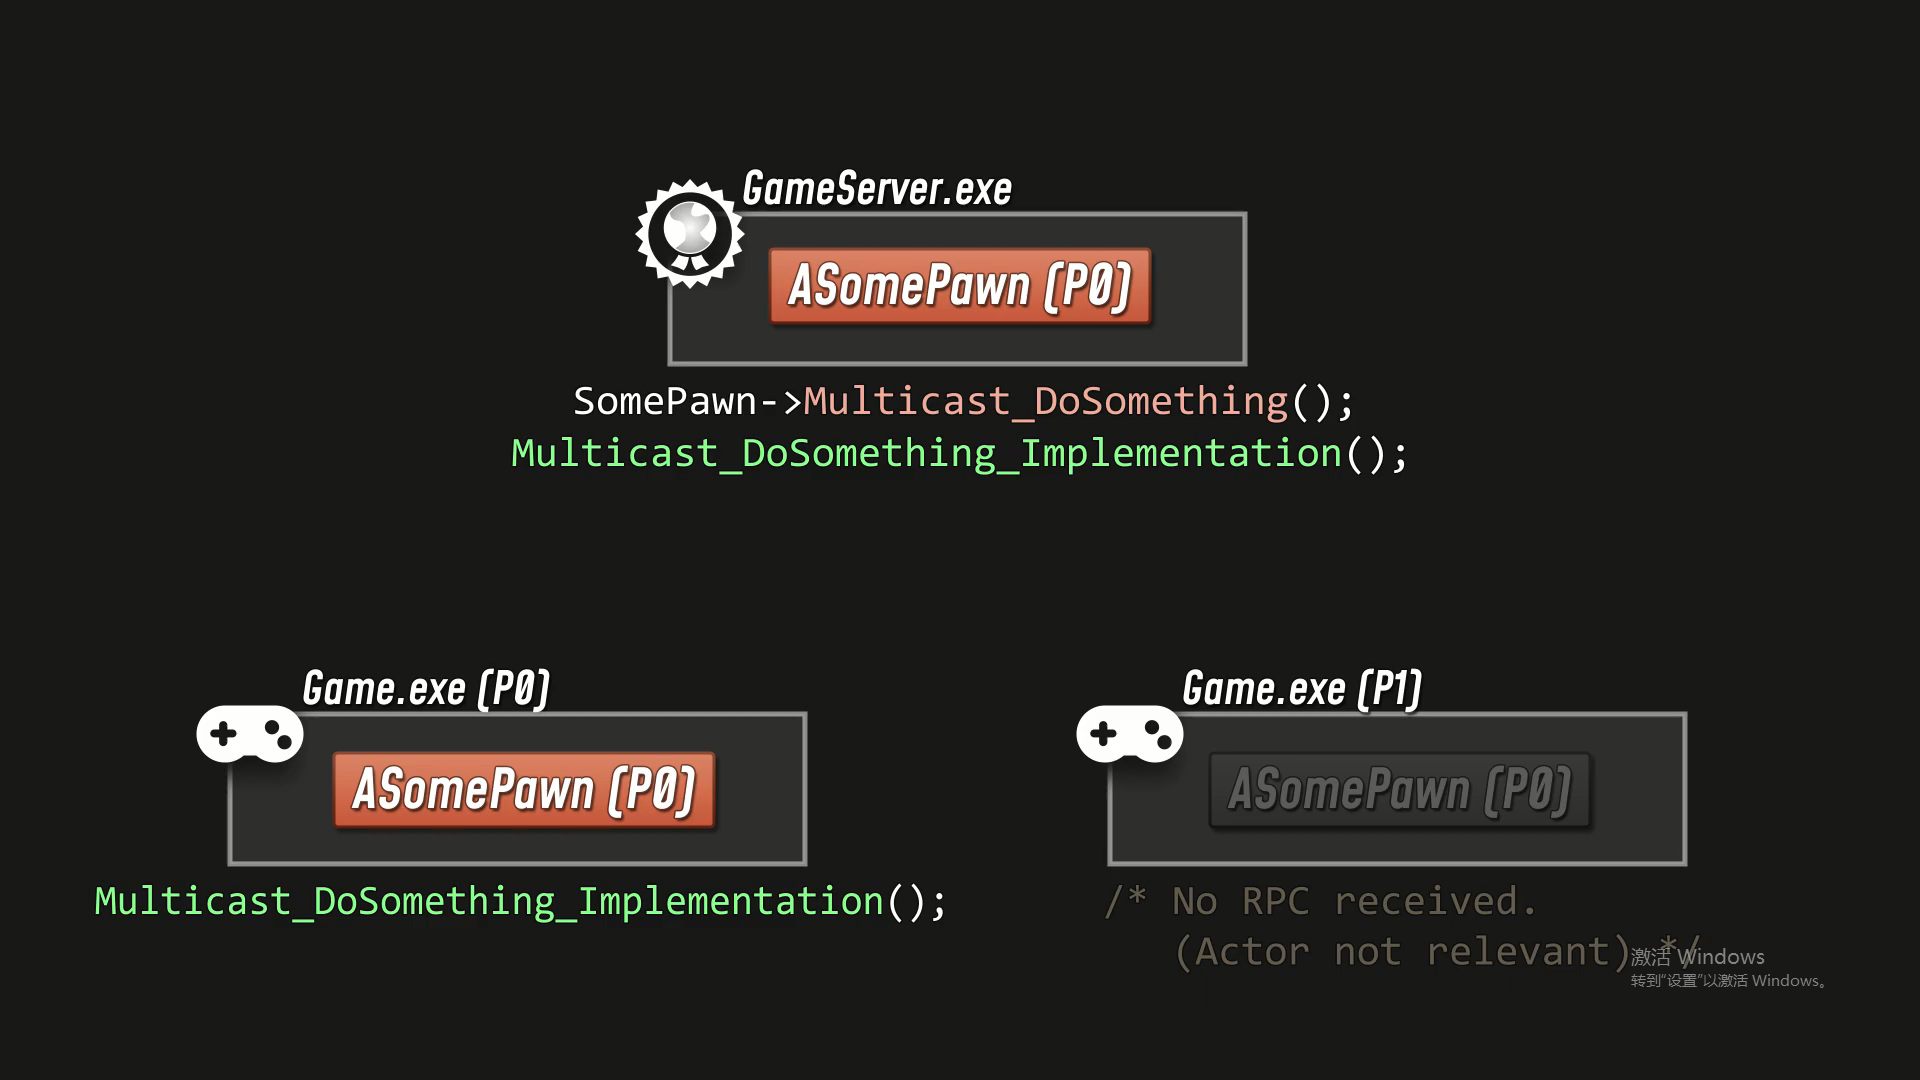 GameServer.exe
ASomePawn (P0)
SomePawn->Multicast_DoSomething();
Multicast_DoSomething_Implementation();
Game.exe (P0)
ASomePawn (P0)
Multicast_DoSomething_Implementation();
Game.exe (P1)
ASomePawn (P0)
/* No RPC received.
(Actor not relevant) */
激活 Windows
转到“设置”以激活 Windows。